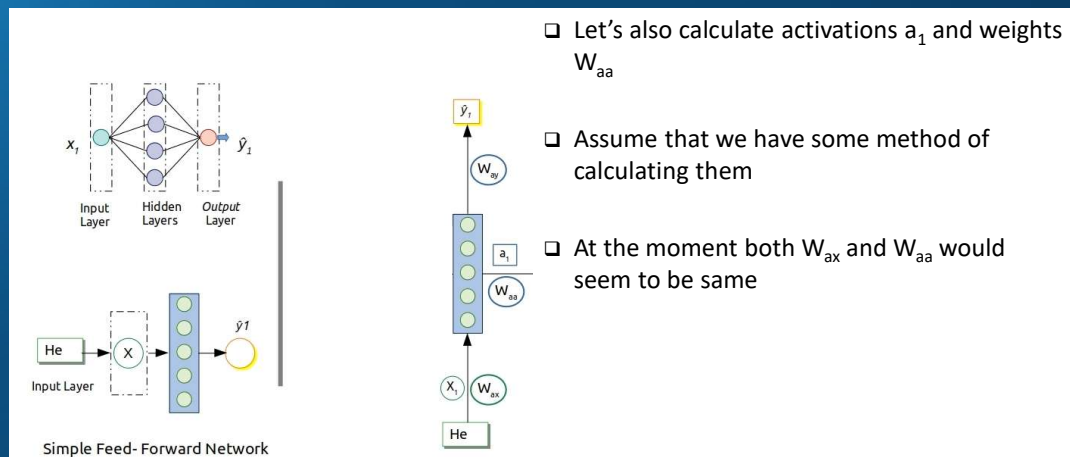 ❑ Let's also calculate activations a₁ and weights
Wₐₐ
❑ Assume that we have some method of
calculating them
❑ At the moment both Wₐₓ and Wₐₐ would
seem to be same
x₁
ŷ₁
Input
Layer
Hidden
Layers
Output
Layer
He
X
ŷ1
Input Layer
Simple Feed- Forward Network
ŷ₁
Wₐy
a₁
Wₐₐ
X₁
Wₐₓ
He